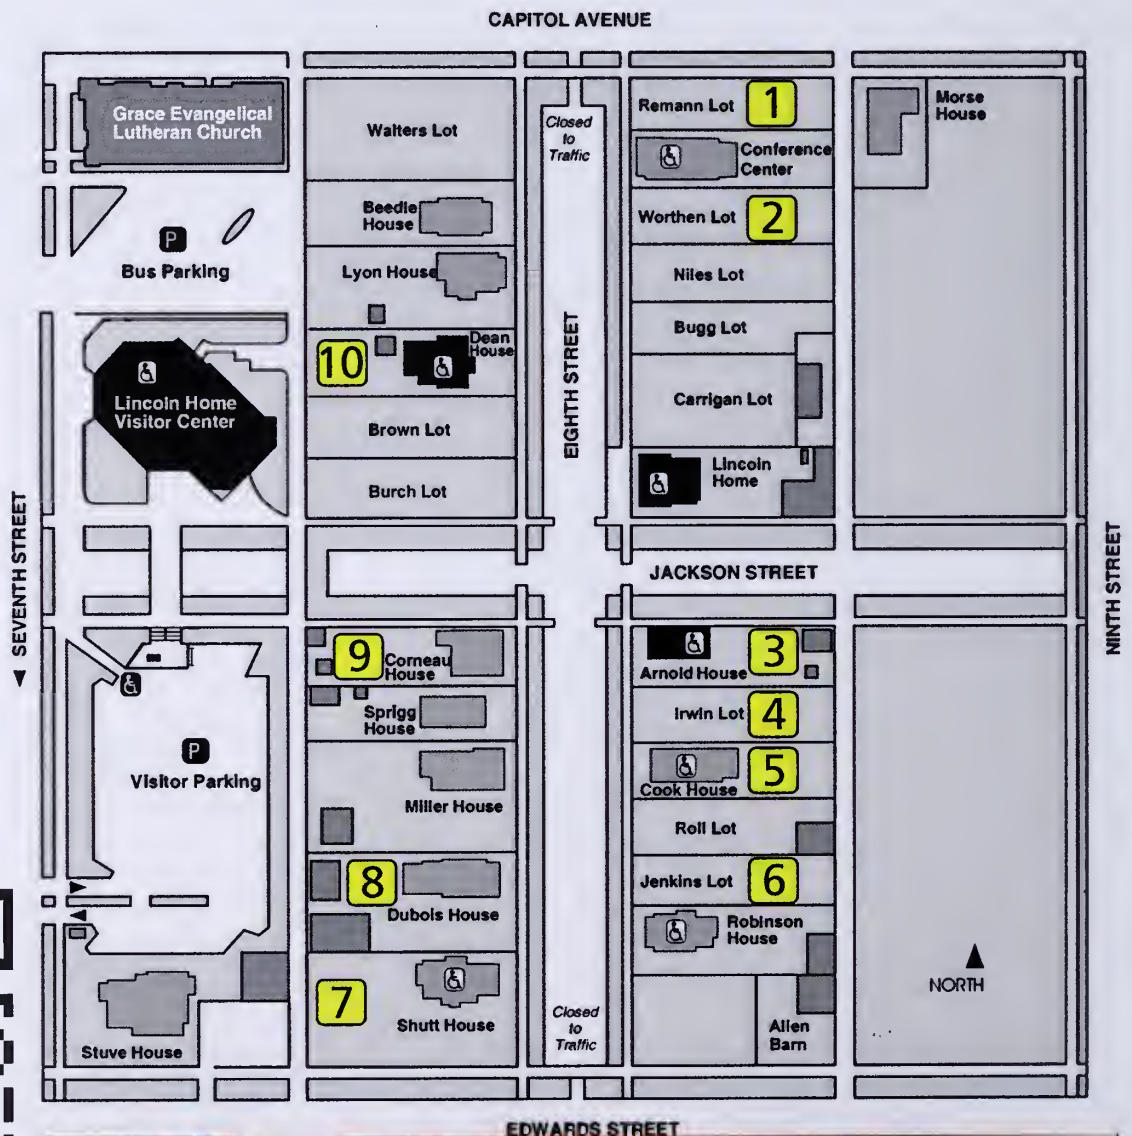 CAPITOL AVENUE
Grace Evangelical
Lutheran Church
Walters Lot
Closed
to
Traffic
Remann Lot 1
Morse
House
Conference
Center
Beedle
House
Worthen Lot 2
P
Bus Parking
Lyon House
Niles Lot
Bugg Lot
10
Dean
House
EIGHTH STREET
Lincoln Home
Visitor Center
Carrigan Lot
Brown Lot
Lincoln
Home
Burch Lot
SEVENTH STREET
JACKSON STREET
NINTH STREET
9
Corneau
House
3
Arnold House
Sprigg
House
Irwin Lot 4
P
Visitor Parking
5
Cook House
Miller House
Roll Lot
8
Dubois House
Jenkins Lot 6
Robinson
House
NORTH
7
Shutt House
Closed
to
Traffic
Allen
Barn
Stuve House
EDWARDS STREET